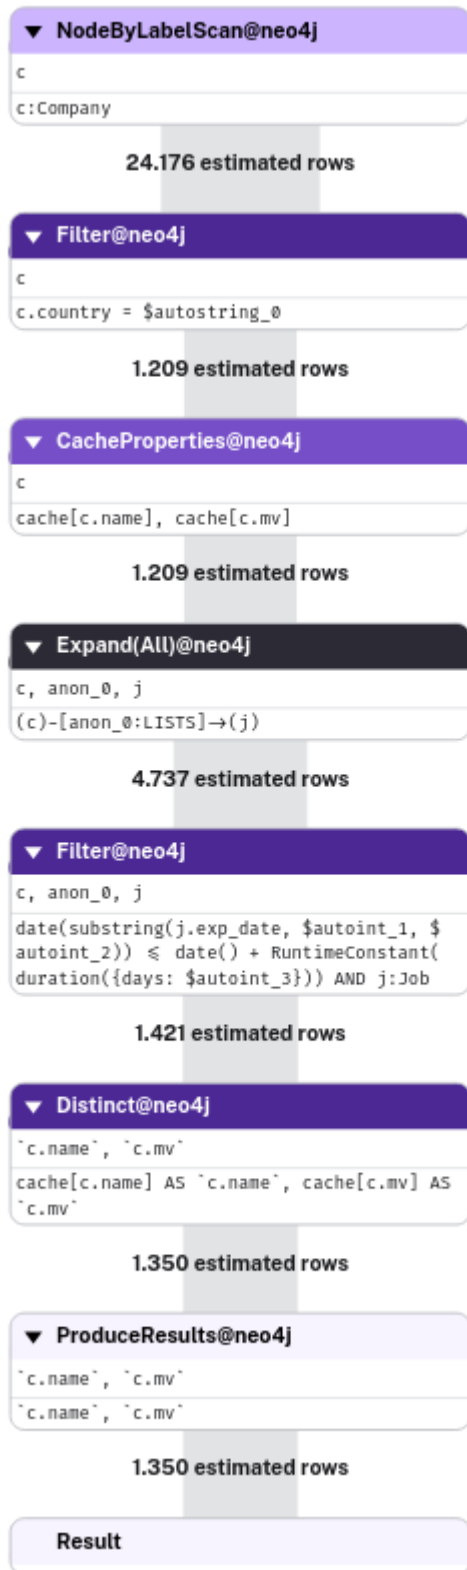 NodeByLabelScan@neo4j
c
c:Company
24.176 estimated rows
Filter@neo4j
c
c.country = $autostring_0
1.209 estimated rows
CacheProperties@neo4j
c
cache[c.name], cache[c.mv]
1.209 estimated rows
Expand(All)@neo4j
c, anon_0, j
(c)-[anon_0:LISTS]→(j)
4.737 estimated rows
Filter@neo4j
c, anon_0, j
date(substring(j.exp_date, $autoint_1, $
autoint_2)) ⩽ date() + RuntimeConstant(
duration({days: $autoint_3})) AND j:Job
1.421 estimated rows
Distinct@neo4j
`c.name`, `c.mv`
cache[c.name] AS `c.name`, cache[c.mv] AS
`c.mv`
1.350 estimated rows
ProduceResults@neo4j
`c.name`, `c.mv`
`c.name`, `c.mv`
1.350 estimated rows
Result